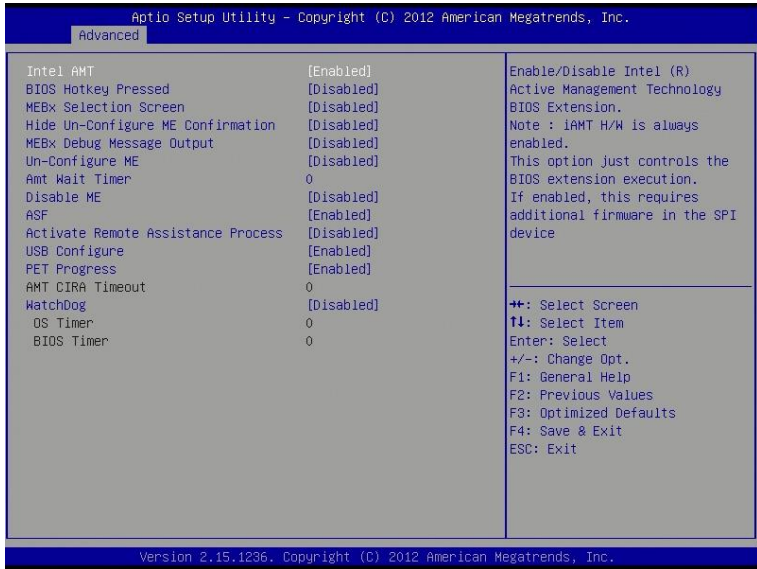 Aptio Setup Utility – Copyright (C) 2012 American Megatrends, Inc.
Advanced
Intel AMT [Enabled]
BIOS Hotkey Pressed [Disabled]
MEBx Selection Screen [Disabled]
Hide Un-Configure ME Confirmation [Disabled]
MEBx Debug Message Output [Disabled]
Un-Configure ME [Disabled]
Amt Wait Timer 0
Disable ME [Disabled]
ASF [Enabled]
Activate Remote Assistance Process [Disabled]
USB Configure [Enabled]
PET Progress [Enabled]
AMT CIRA Timeout 0
WatchDog [Disabled]
OS Timer 0
BIOS Timer 0
Enable/Disable Intel (R)
Active Management Technology
BIOS Extension.
Note : iAMT H/W is always
enabled.
This option just controls the
BIOS extension execution.
If enabled, this requires
additional firmware in the SPI
device
→←: Select Screen
↑↓: Select Item
Enter: Select
+/-: Change Opt.
F1: General Help
F2: Previous Values
F3: Optimized Defaults
F4: Save & Exit
ESC: Exit
Version 2.15.1236. Copyright (C) 2012 American Megatrends, Inc.